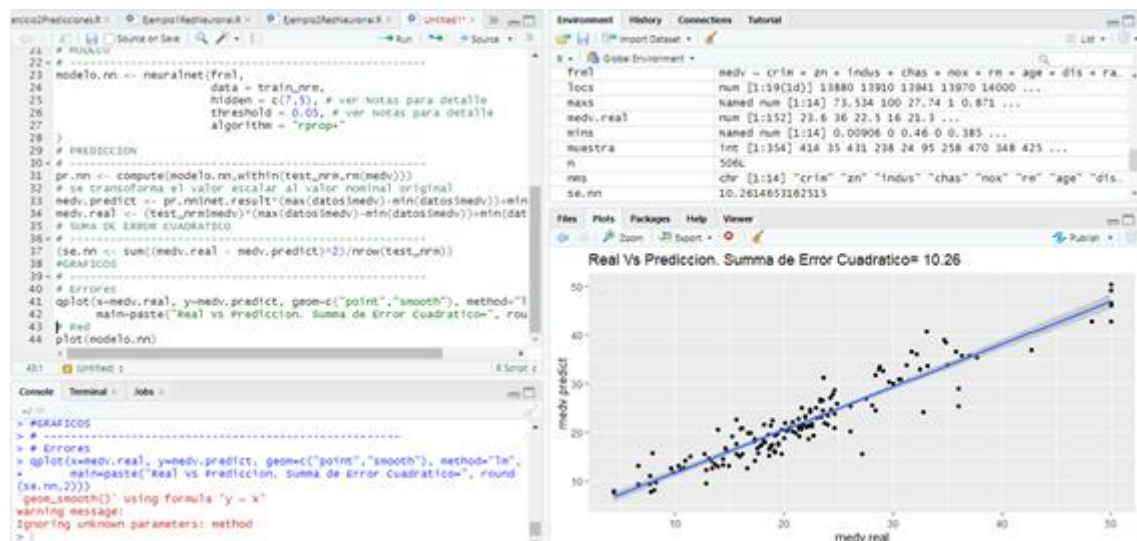 ercicio2Predicciones.R
Ejemplo1RedNeuronal.R
Ejemplo2RedNeuronal.R
Untitled1*
Source on Save
Run
Source
21 # MODELO
22 # -----------------------------------------------------
23 modelo.nn <- neuralnet(frml,
24 data = train_nrm,
25 hidden = c(7,5), # ver Notas para detalle
26 threshold = 0.05, # ver Notas para detalle
27 algorithm = "rprop+"
28 )
29 # PREDICCION
30 # -----------------------------------------------------
31 pr.nn <- compute(modelo.nn,within(test_nrm,rm(medv)))
32 # se transoforma el valor escalar al valor nominal original
33 medv.predict <- pr.nn$net.result*(max(datos$medv)-min(datos$medv))+min
34 medv.real <- (test_nrm$medv)*(max(datos$medv)-min(datos$medv))+min(dat
35 # SUMA DE ERROR CUADRATICO
36 # -----------------------------------------------------
37 (se.nn <- sum((medv.real - medv.predict)^2)/nrow(test_nrm))
38 #GRAFICOS
39 # -----------------------------------------------------
40 # Errores
41 qplot(x=medv.real, y=medv.predict, geom=c("point","smooth"), method="l
42 main=paste("Real Vs Prediccion. Summa de Error Cuadratico=", rou
43 # Red
44 plot(modelo.nn)
43:1 (Untitled)
R Script
Console Terminal Jobs
> #GRAFICOS
> # -----------------------------------------------------
> # Errores
> qplot(x=medv.real, y=medv.predict, geom=c("point","smooth"), method="lm",
+ main=paste("Real Vs Prediccion. Summa de Error Cuadratico=", round
(se.nn,2)))
`geom_smooth()` using formula 'y ~ x'
Warning message:
Ignoring unknown parameters: method
>
Environment History Connections Tutorial
Import Dataset
List
R Global Environment
frml medv ~ crim + zn + indus + chas + nox + rm + age + dis + ra…
locs num [1:19(1d)] 13880 13910 13941 13970 14000 ...
maxs Named num [1:14] 73.534 100 27.74 1 0.871 ...
medv.real num [1:152] 23.6 36 22.5 16 21.3 ...
mins Named num [1:14] 0.00906 0 0.46 0 0.385 ...
muestra int [1:354] 414 35 431 238 24 95 258 470 348 425 ...
n 506L
nms chr [1:14] "crim" "zn" "indus" "chas" "nox" "rm" "age" "dis…
se.nn 10.2614653162515
Files Plots Packages Help Viewer
Zoom Export Publish
Real Vs Prediccion. Summa de Error Cuadratico= 10.26
50
40
30
20
10
medv.predict
10 20 30 40 50
medv.real